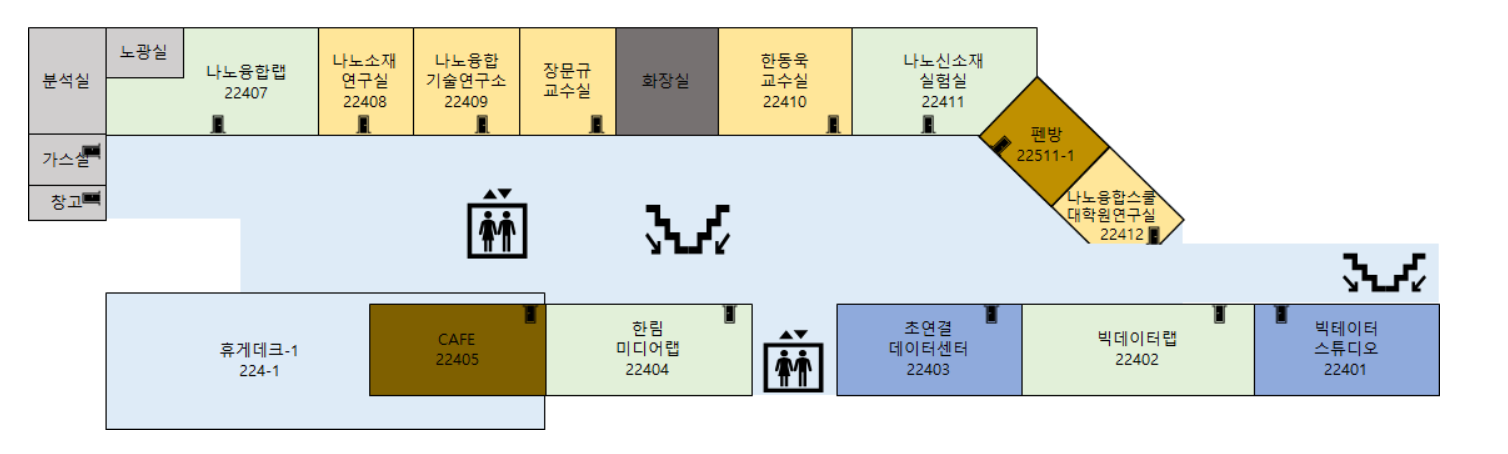 분석실
노광실
나노융합랩
22407
나노소재
연구실
22408
나노융합
기술연구소
22409
장문규
교수실
화장실
한동욱
교수실
22410
나노신소재
실험실
22411
펜방
22511-1
나노융합스쿨
대학원연구실
22412
가스실
창고
휴게데크-1
224-1
CAFE
22405
한림
미디어랩
22404
초연결
데이터센터
22403
빅데이터랩
22402
빅테이터
스튜디오
22401